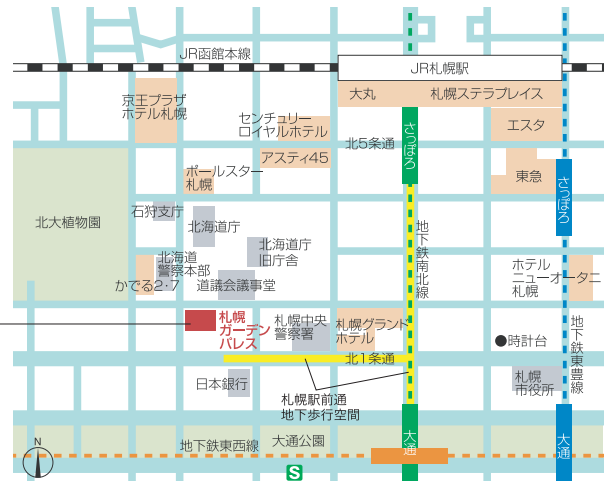 JR函館本線
JR札幌駅
京王プラザ
ホテル札幌
大丸
札幌ステラプレイス
センチュリー
ロイヤルホテル
さっぽろ
エスタ
北5条通
アスティ45
ポールスター
札幌
東急
さっぽろ
北大植物園
石狩支庁
北海道庁
地下鉄南北線
北海道庁
旧庁舎
北海道
警察本部
かでる2・7
道議会議事堂
ホテル
ニューオータニ
札幌
札幌
ガーデン
パレス
札幌中央
警察署
札幌グランド
ホテル
時計台
地下鉄東豊線
北1条通
日本銀行
札幌
市役所
札幌駅前通
地下歩行空間
地下鉄東西線
大通公園
大通
大通
N
S